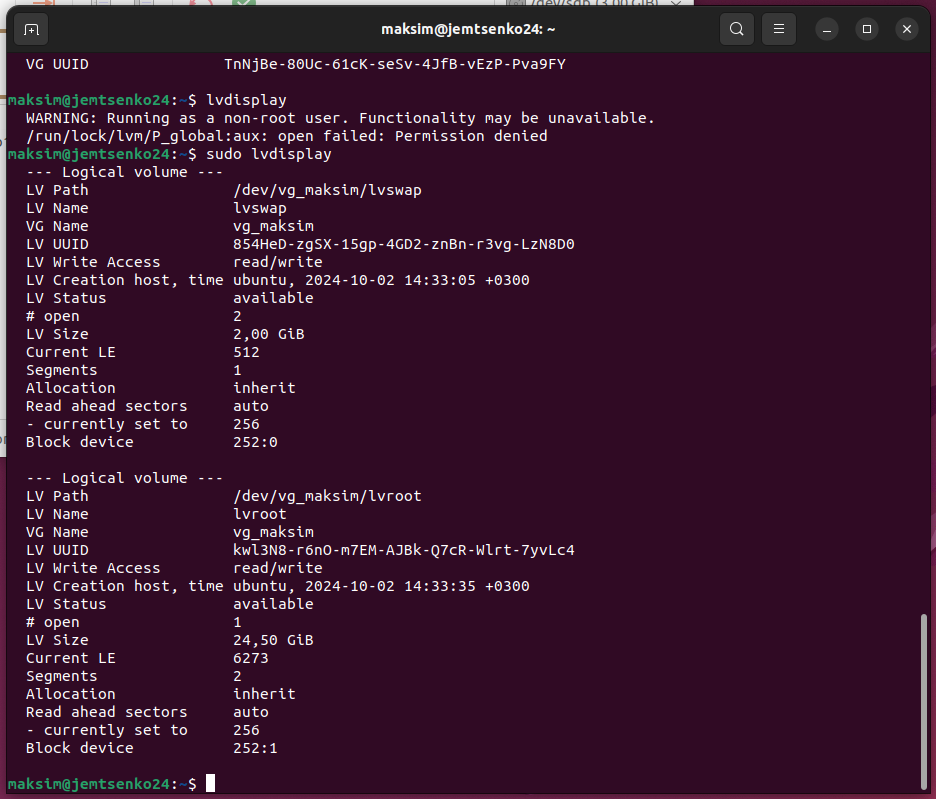 /dev/sdb (3.00 GiB)
maksim@jemtsenko24: ~
VG UUID TnNjBe-80Uc-61cK-seSv-4JfB-vEzP-Pva9FY
maksim@jemtsenko24:~$ lvdisplay
WARNING: Running as a non-root user. Functionality may be unavailable.
/run/lock/lvm/P_global:aux: open failed: Permission denied
maksim@jemtsenko24:~$ sudo lvdisplay
--- Logical volume ---
LV Path /dev/vg_maksim/lvswap
LV Name lvswap
VG Name vg_maksim
LV UUID 854HeD-zgSX-15gp-4GD2-znBn-r3vg-LzN8D0
LV Write Access read/write
LV Creation host, time ubuntu, 2024-10-02 14:33:05 +0300
LV Status available
# open 2
LV Size 2,00 GiB
Current LE 512
Segments 1
Allocation inherit
Read ahead sectors auto
- currently set to 256
Block device 252:0
--- Logical volume ---
LV Path /dev/vg_maksim/lvroot
LV Name lvroot
VG Name vg_maksim
LV UUID kwl3N8-r6nO-m7EM-AJBk-Q7cR-Wlrt-7yvLc4
LV Write Access read/write
LV Creation host, time ubuntu, 2024-10-02 14:33:35 +0300
LV Status available
# open 1
LV Size 24,50 GiB
Current LE 6273
Segments 2
Allocation inherit
Read ahead sectors auto
- currently set to 256
Block device 252:1
maksim@jemtsenko24:~$